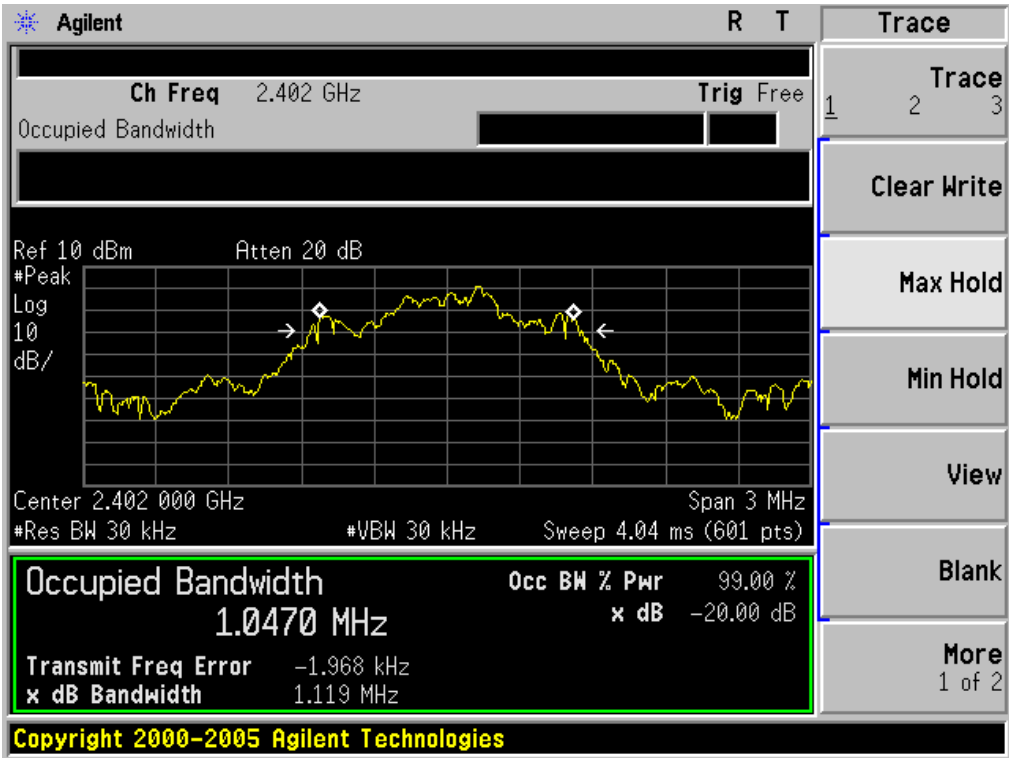 Agilent R T
Ch Freq 2.402 GHz Trig Free
Occupied Bandwidth
Ref 10 dBm Atten 20 dB
#Peak
Log
10
dB/
Center 2.402 000 GHz Span 3 MHz
#Res BW 30 kHz #VBW 30 kHz Sweep 4.04 ms (601 pts)
Occupied Bandwidth Occ BW % Pwr 99.00 %
1.0470 MHz x dB -20.00 dB
Transmit Freq Error -1.968 kHz
x dB Bandwidth 1.119 MHz
Copyright 2000-2005 Agilent Technologies
Trace
Trace
1 2 3
Clear Write
Max Hold
Min Hold
View
Blank
More
1 of 2